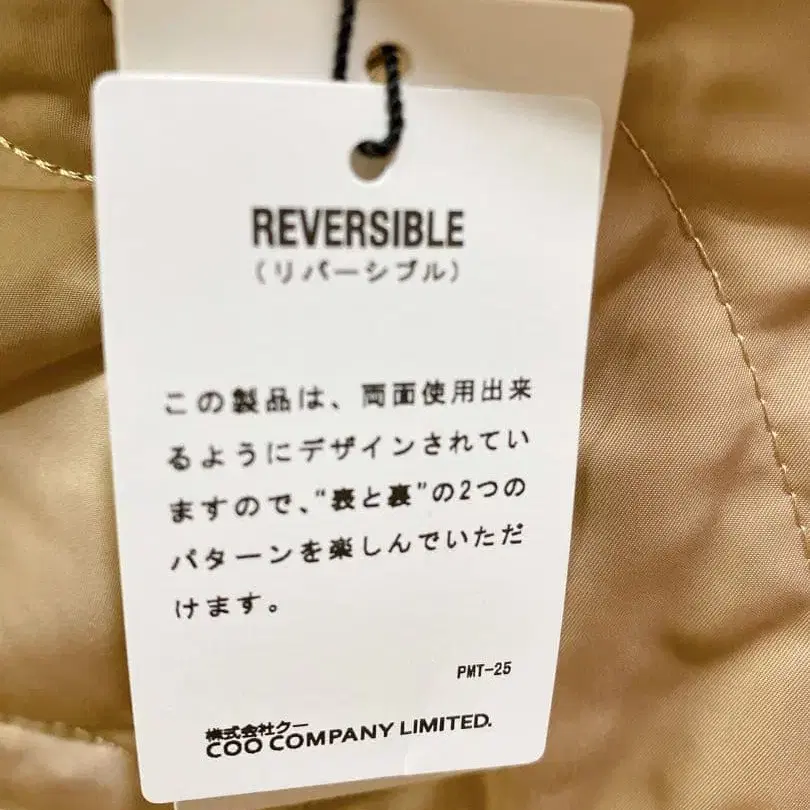 REVERSIBLE
(リバーシブル)
この製品は、両面使用出来
るようにデザインされてい
ますので、“表と裏”の2つの
パターンを楽しんでいただ
けます。
PMT-25
株式会社クー
COO COMPANY LIMITED.